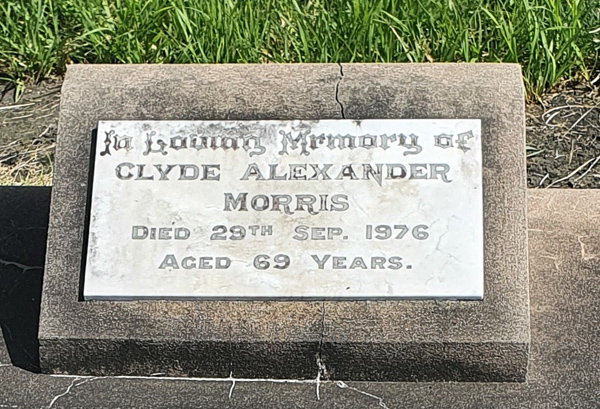 In Loving Memory of
CLYDE ALEXANDER
MORRIS
DIED 29TH SEP. 1976
AGED 69 YEARS.